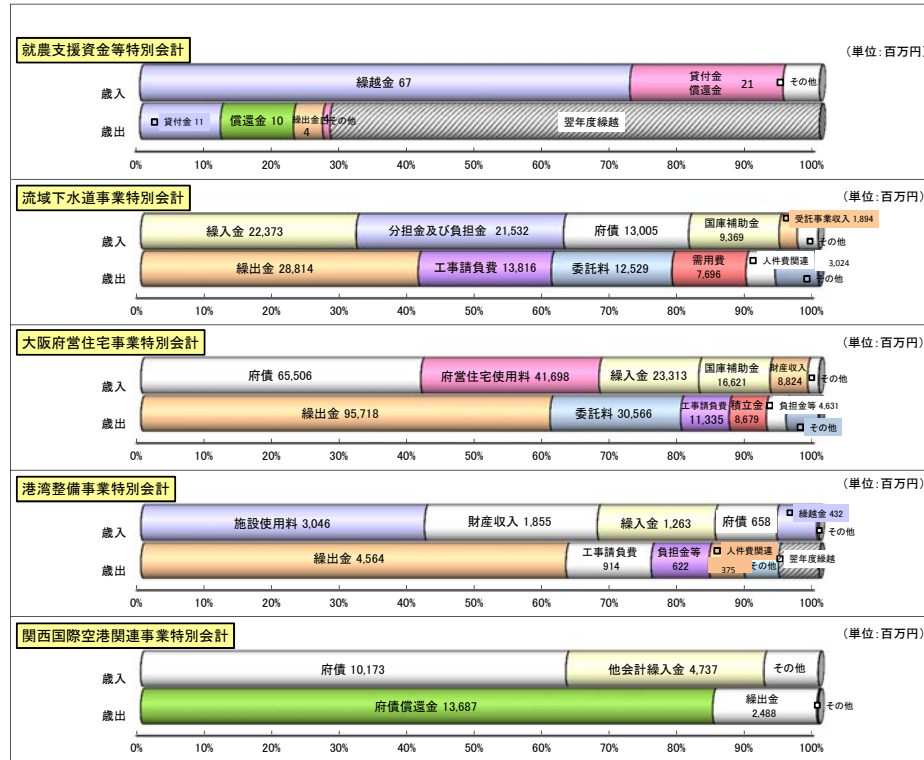 就農支援資金等特別会計
(単位:百万円)
歳入
繰越金 67
貸付金
償還金
21
その他
歳出
貸付金 11
償還金 10
繰出金
4
その他
翌年度繰越
0% 10% 20% 30% 40% 50% 60% 70% 80% 90% 100%
流域下水道事業特別会計
(単位:百万円)
歳入
繰入金 22,373
分担金及び負担金 21,532
府債 13,005
国庫補助金
9,369
受託事業収入 1,894
その他
歳出
繰出金 28,814
工事請負費 13,816
委託料 12,529
需用費
7,696
人件費関連
3,024
その他
0% 10% 20% 30% 40% 50% 60% 70% 80% 90% 100%
大阪府営住宅事業特別会計
(単位:百万円)
歳入
府債 65,506
府営住宅使用料 41,698
繰入金 23,313
国庫補助金
16,621
財産収入
8,824
その他
歳出
繰出金 95,718
委託料 30,566
工事請負費
11,335
積立金
8,679
負担金等 4,631
その他
0% 10% 20% 30% 40% 50% 60% 70% 80% 90% 100%
港湾整備事業特別会計
(単位:百万円)
歳入
施設使用料 3,046
財産収入 1,855
繰入金 1,263
府債 658
繰越金 432
その他
歳出
繰出金 4,564
工事請負費
914
負担金等
622
人件費関連
375
その他
翌年度繰越
0% 10% 20% 30% 40% 50% 60% 70% 80% 90% 100%
関西国際空港関連事業特別会計
(単位:百万円)
歳入
府債 10,173
他会計繰入金 4,737
その他
歳出
府債償還金 13,687
繰出金
2,488
その他
0% 10% 20% 30% 40% 50% 60% 70% 80% 90% 100%